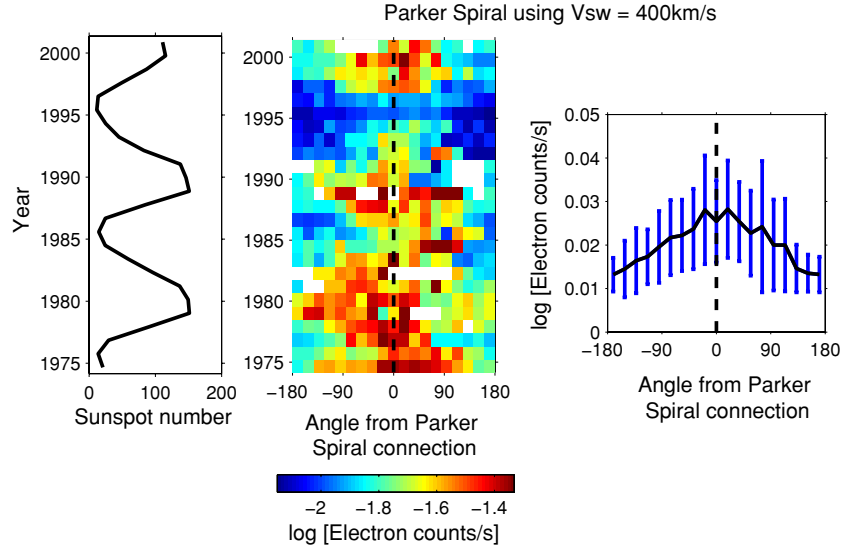 Parker Spiral using Vsw = 400km/s
2000
1995
1990
1985
1980
1975
Year
0 100 200
Sunspot number
2000
1995
1990
1985
1980
1975
−180 −90 0 90 180
Angle from Parker
Spiral connection
−2 −1.8 −1.6 −1.4
log [Electron counts/s]
0.05
0.04
0.03
0.02
0.01
0
log [Electron counts/s]
−180 −90 0 90 180
Angle from Parker
Spiral connection